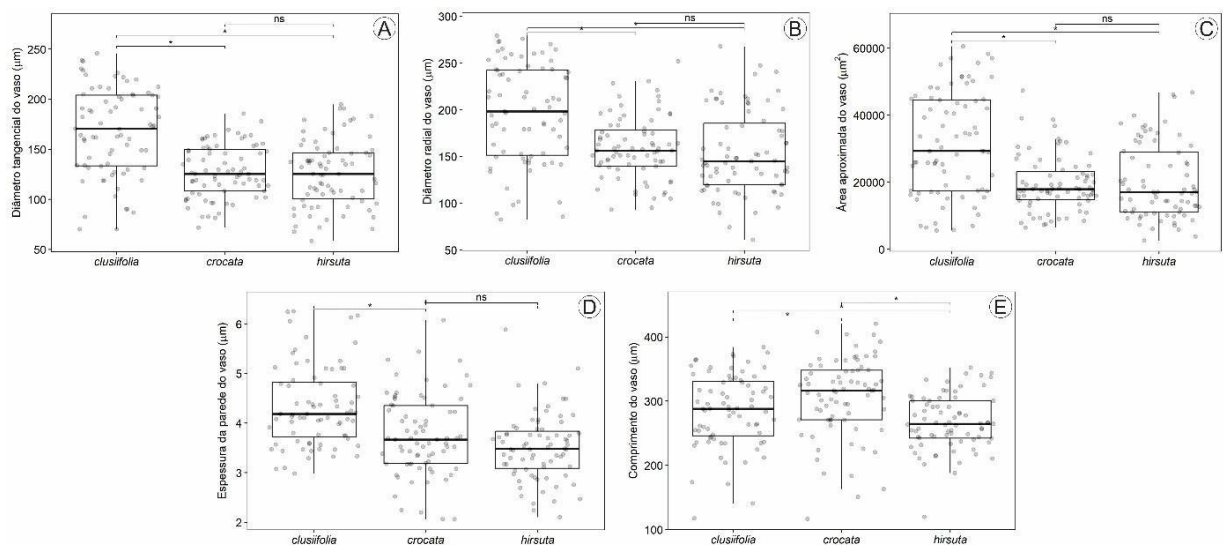 A
ns
*
*
Diâmetro tangencial do vaso (µm)
250
200
150
100
50
clusiifolia
crocata
hirsuta
B
ns
*
*
Diâmetro radial do vaso (µm)
300
250
200
150
100
50
clusiifolia
crocata
hirsuta
C
ns
*
*
Área aproximada do vaso (µm²)
60000
40000
20000
0
clusiifolia
crocata
hirsuta
D
ns
*
Espessura da parede do vaso (µm)
6
5
4
3
2
clusiifolia
crocata
hirsuta
E
*
*
*
Comprimento do vaso (µm)
400
300
200
100
clusiifolia
crocata
hirsuta